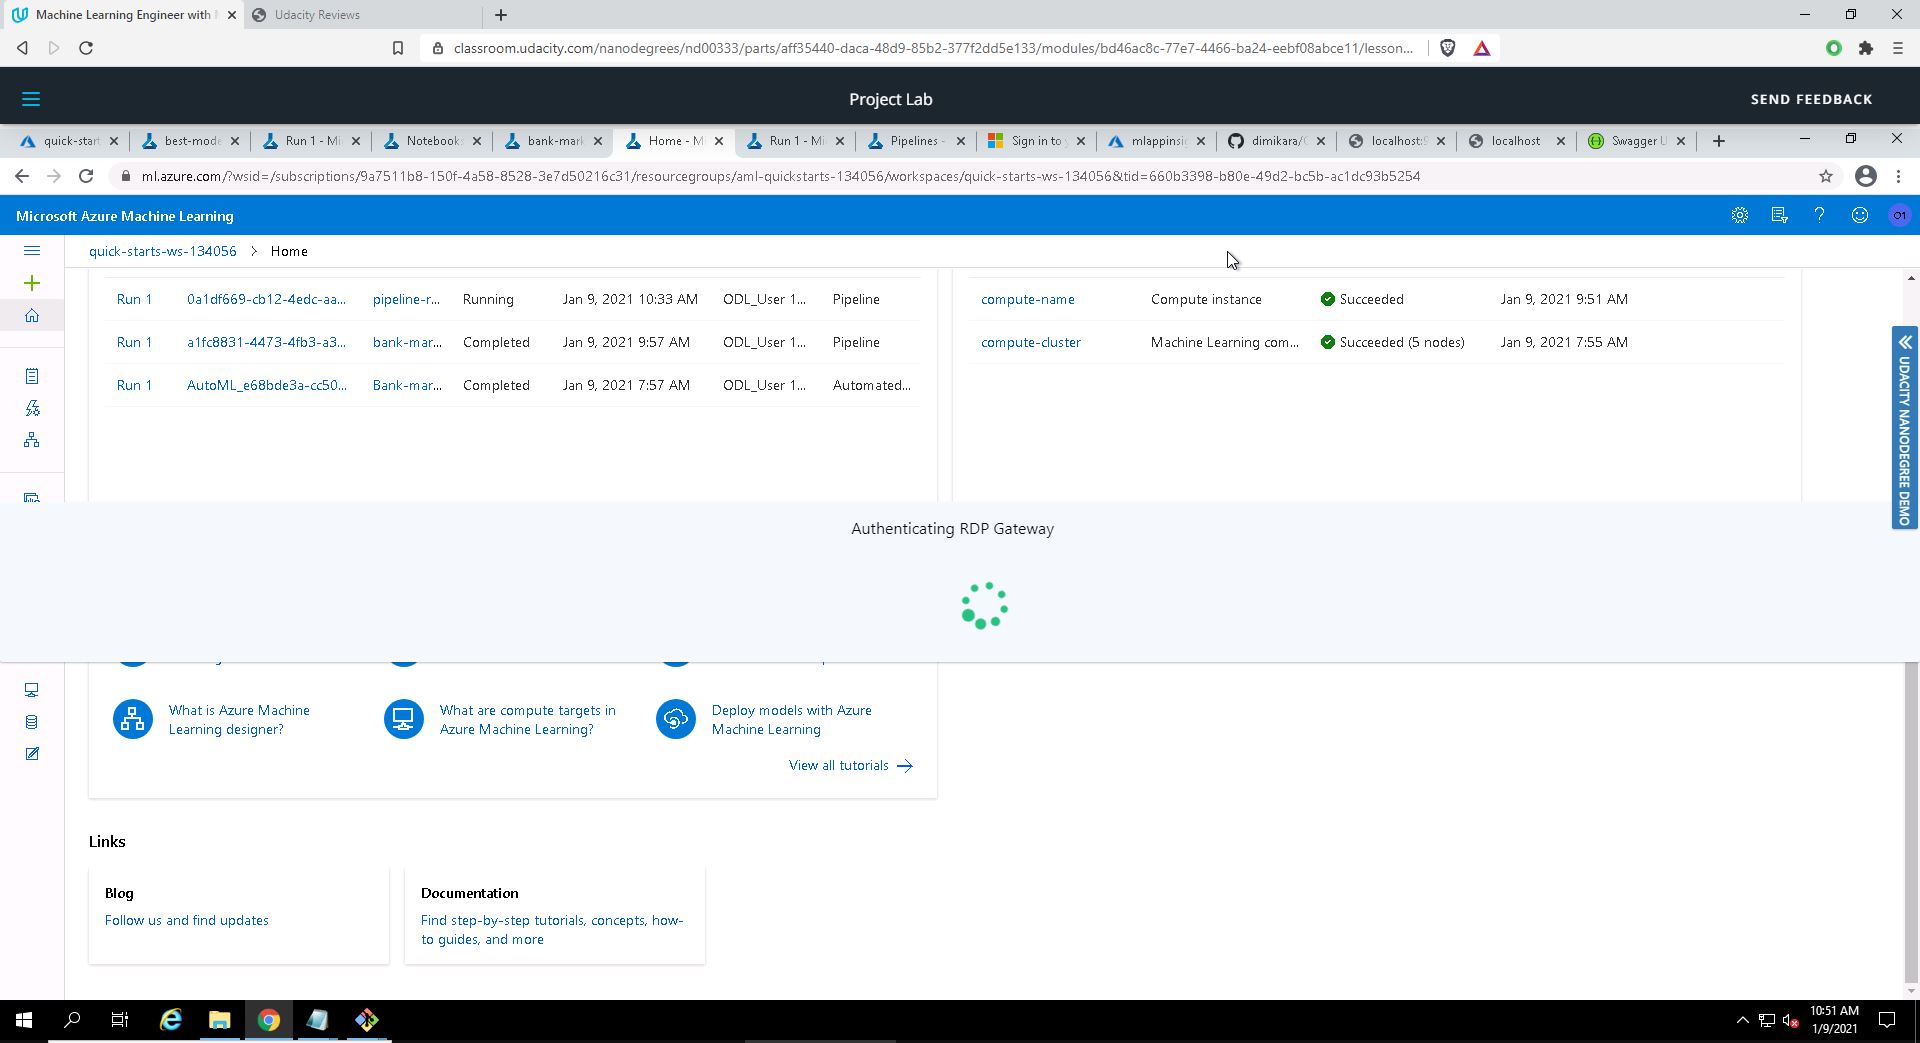 Machine Learning Engineer with
Udacity Reviews
classroom.udacity.com/nanodegrees/nd00333/parts/aff35440-daca-48d9-85b2-377f2dd5e133/modules/bd46ac8c-77e7-4466-ba24-eebf08abce11/lesson...
Project Lab
SEND FEEDBACK
quick-start
best-mode
Run 1 - Mi
Notebooks
bank-mark
Home - M
Run 1 - Mi
Pipelines -
Sign in to y
mlappinsig
dimikara/
localhost:9
localhost
Swagger U
ml.azure.com/?wsid=/subscriptions/9a7511b8-150f-4a58-8528-3e7d50216c31/resourcegroups/aml-quickstarts-134056/workspaces/quick-starts-ws-134056&tid=660b3398-b80e-49d2-bc5b-ac1dc93b5254
Microsoft Azure Machine Learning
O1
quick-starts-ws-134056 > Home
Run 1 0a1df669-cb12-4edc-aa... pipeline-r... Running Jan 9, 2021 10:33 AM ODL_User 1... Pipeline
Run 1 a1fc8831-4473-4fb3-a3... bank-mar... Completed Jan 9, 2021 9:57 AM ODL_User 1... Pipeline
Run 1 AutoML_e68bde3a-cc50... Bank-mar... Completed Jan 9, 2021 7:57 AM ODL_User 1... Automated...
compute-name Compute instance Succeeded Jan 9, 2021 9:51 AM
compute-cluster Machine Learning com... Succeeded (5 nodes) Jan 9, 2021 7:55 AM
UDACITY NANODEGREE DEMO
Authenticating RDP Gateway
What is Azure Machine
Learning designer?
What are compute targets in
Azure Machine Learning?
Deploy models with Azure
Machine Learning
View all tutorials
Links
Blog
Follow us and find updates
Documentation
Find step-by-step tutorials, concepts, how-
to guides, and more
10:51 AM
1/9/2021